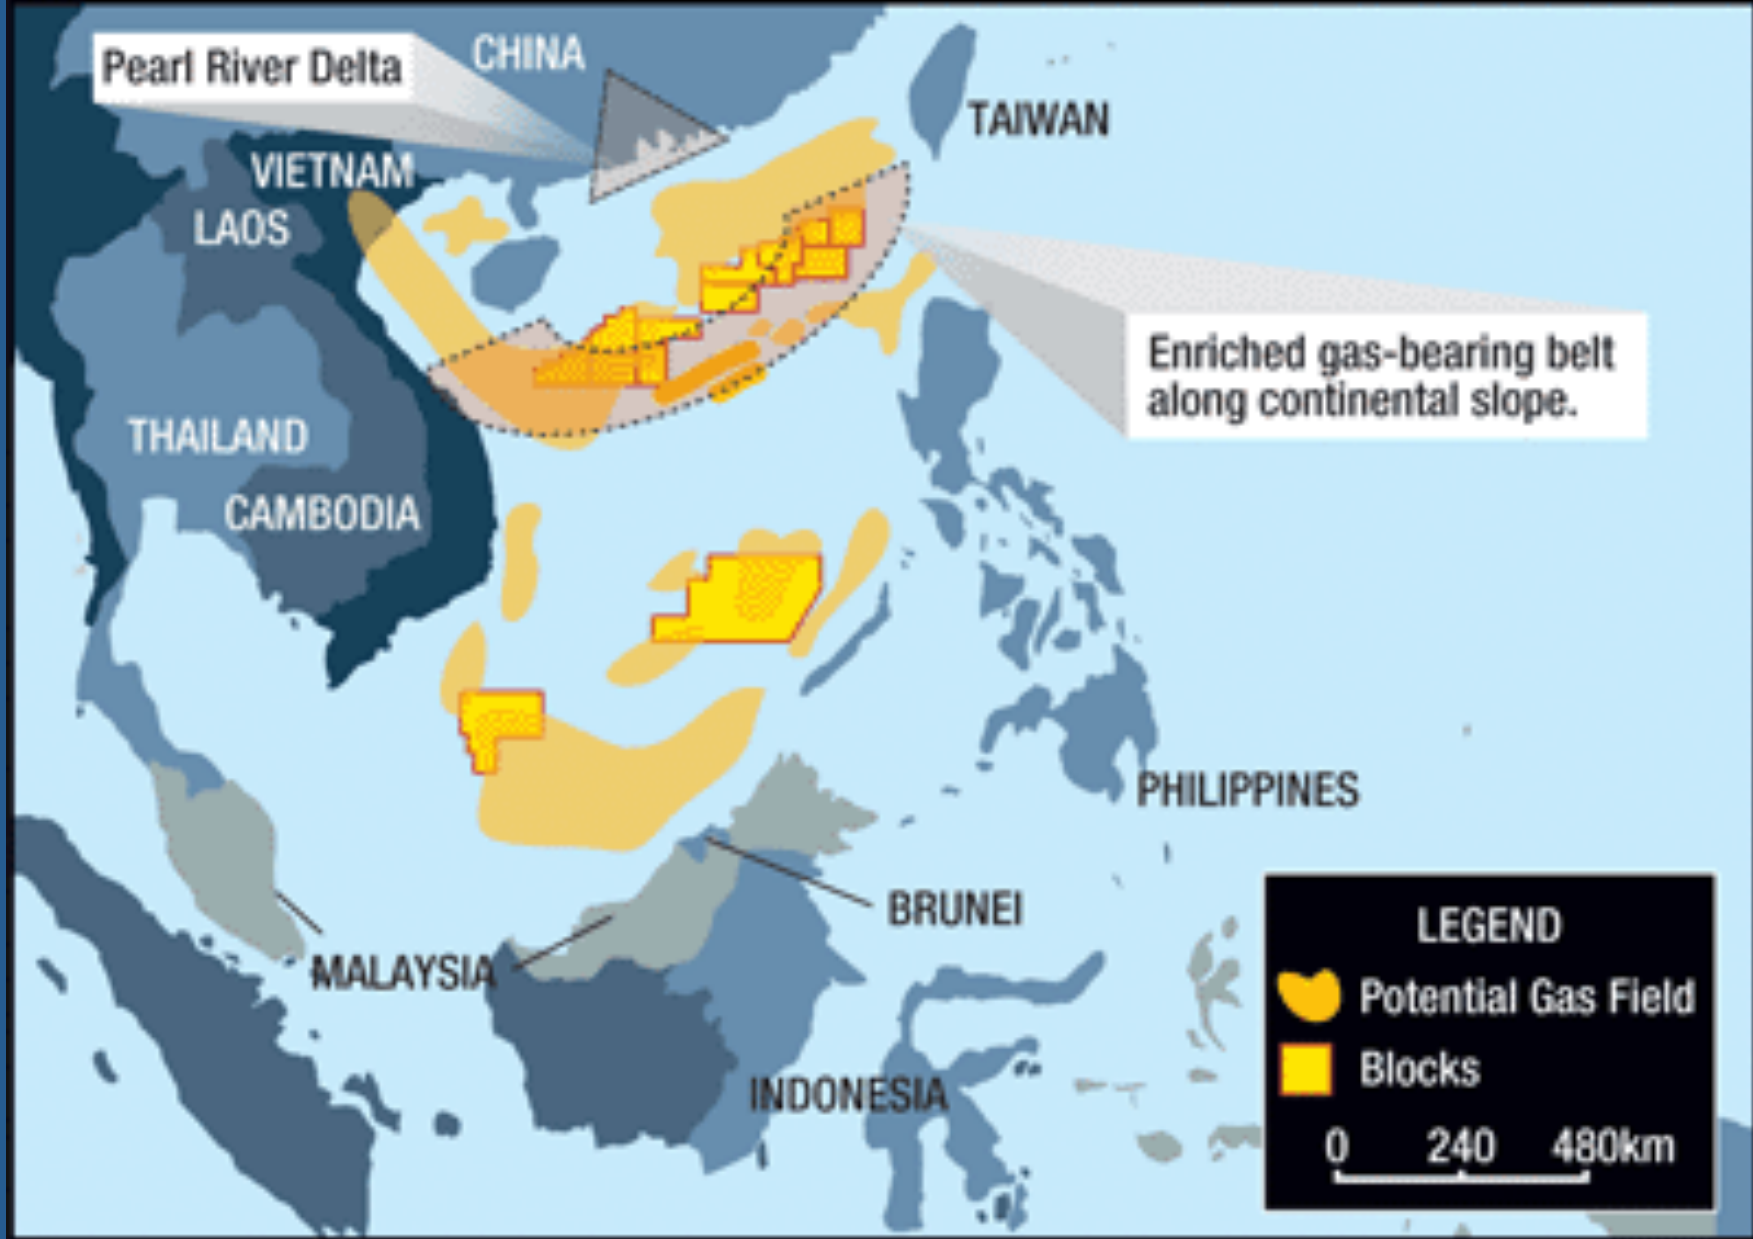 Pearl River Delta
CHINA
TAIWAN
VIETNAM
LAOS
Enriched gas-bearing belt
along continental slope.
THAILAND
CAMBODIA
PHILIPPINES
BRUNEI
MALAYSIA
INDONESIA
LEGEND
Potential Gas Field
Blocks
0 240 480km